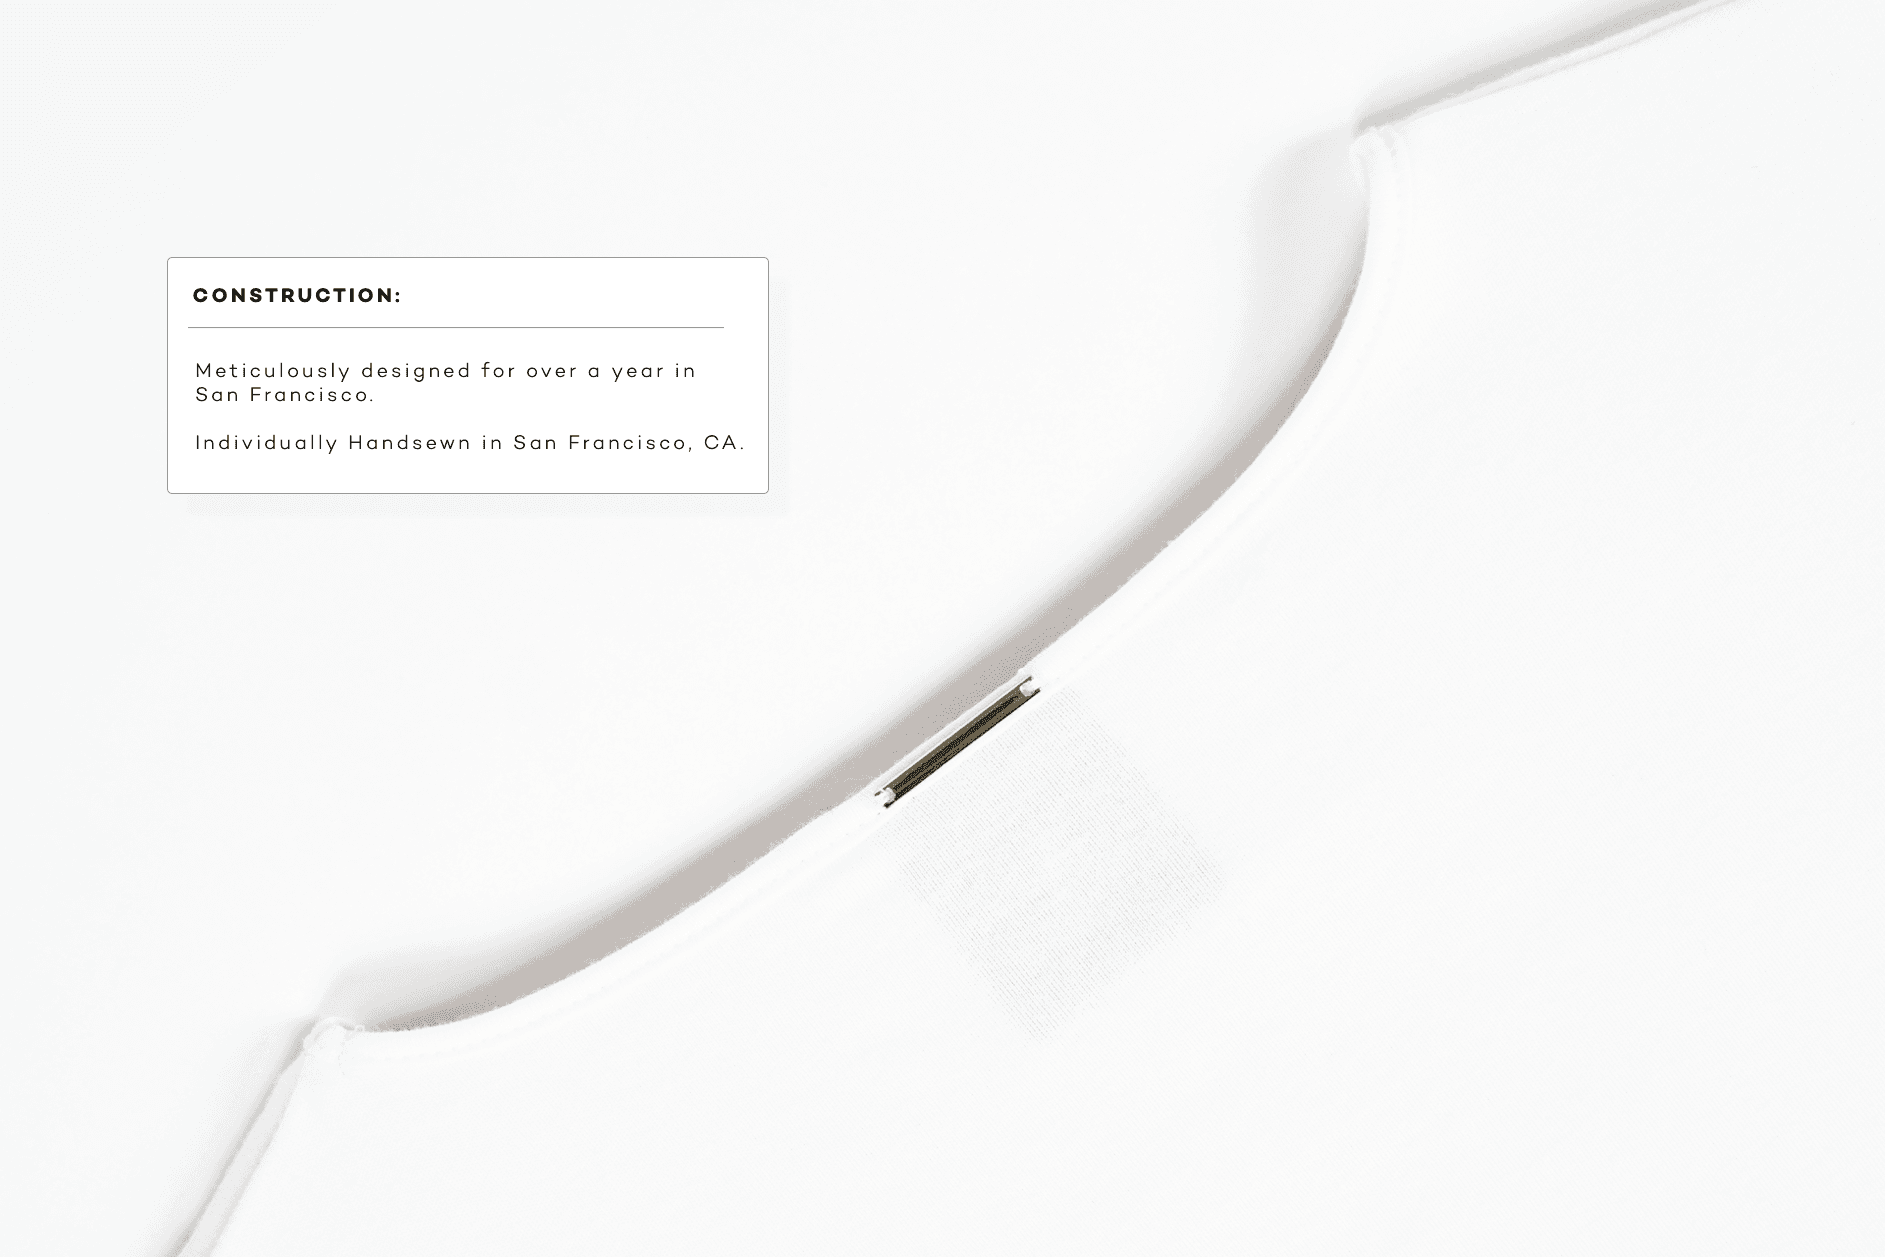 CONSTRUCTION:
Meticulously designed for over a year in
San Francisco.
Individually Handsewn in San Francisco, CA.